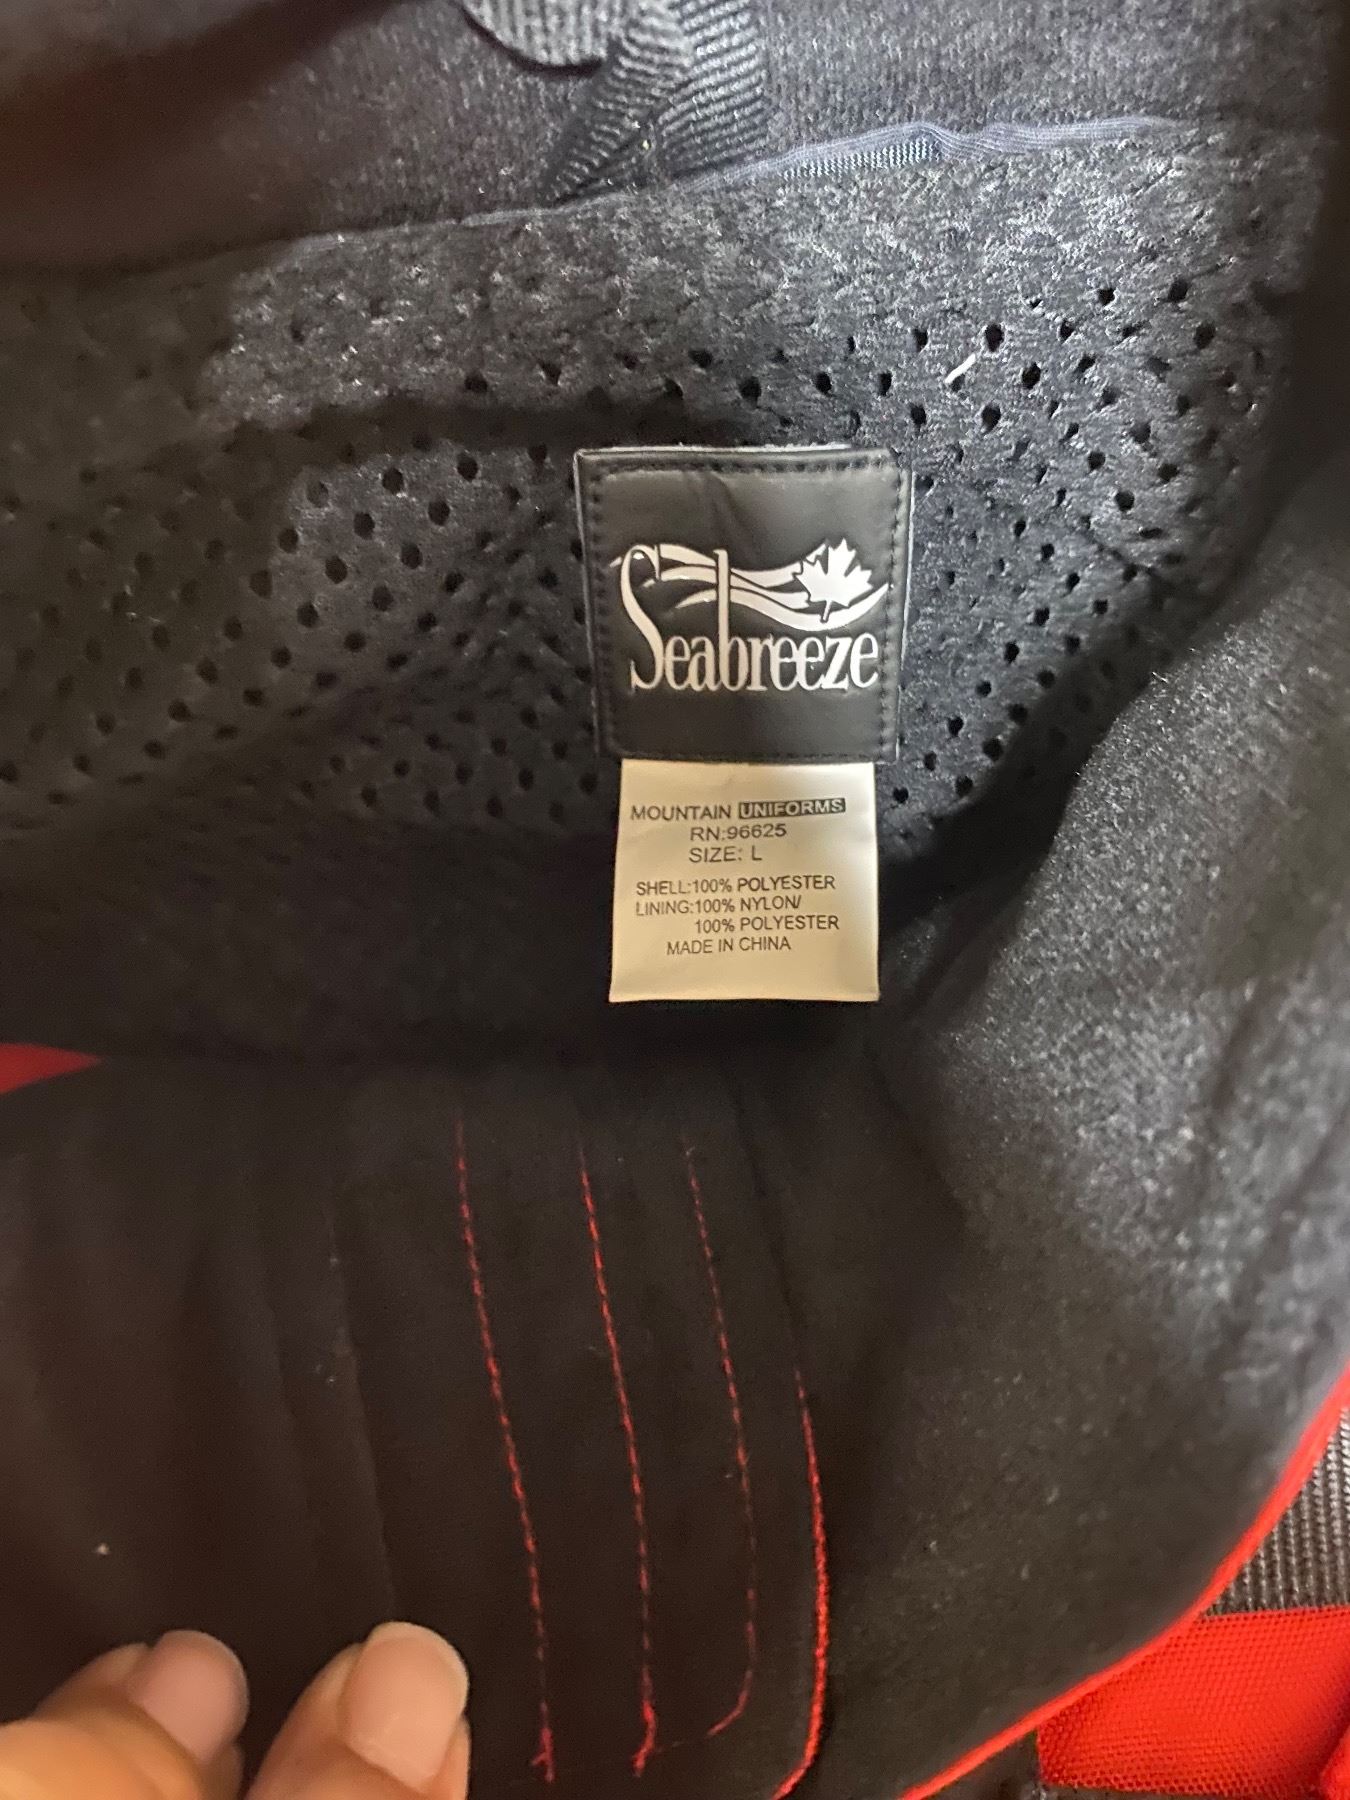 Seabreeze
MOUNTAIN UNIFORMS
RN:96625
SIZE: L
SHELL:100% POLYESTER
LINING:100% NYLON/
100% POLYESTER
MADE IN CHINA